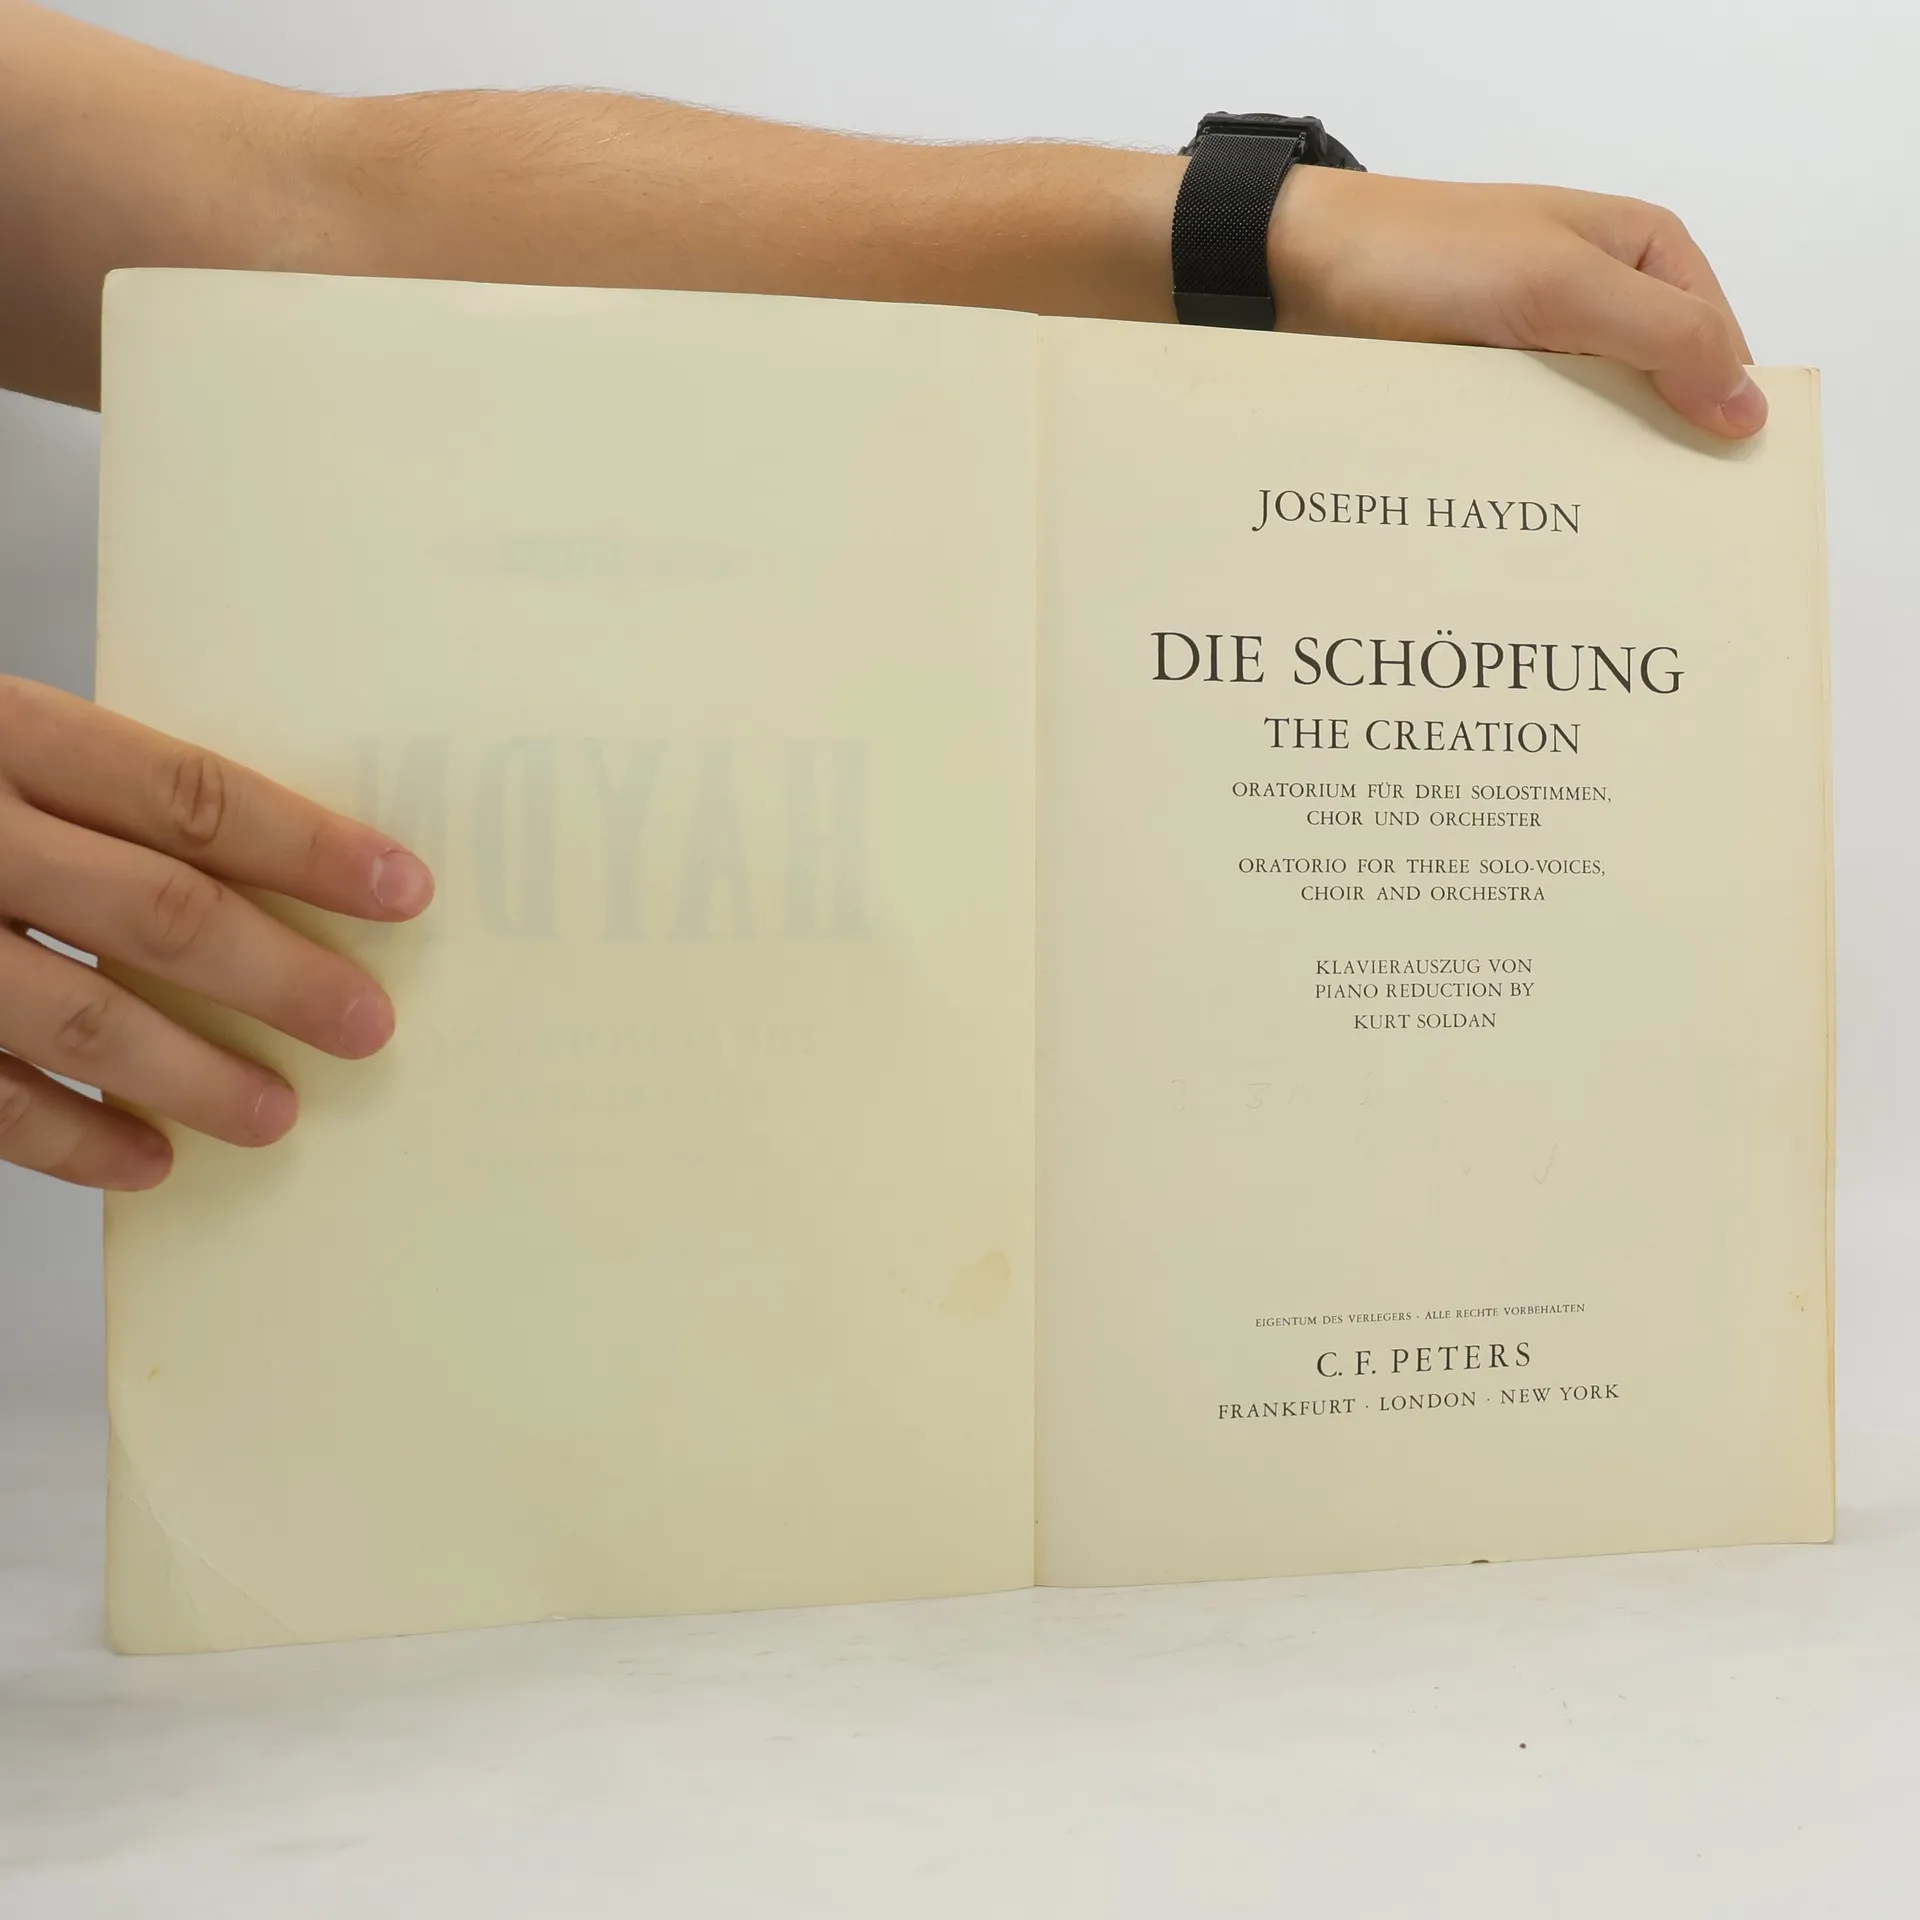 HAYDN
JOSEPH HAYDN
DIE SCHÖPFUNG
THE CREATION
ORATORIUM FÜR DREI SOLOSTIMMEN,
CHOR UND ORCHESTER
ORATORIO FOR THREE SOLO-VOICES,
CHOIR AND ORCHESTRA
KLAVIERAUSZUG VON
PIANO REDUCTION BY
KURT SOLDAN
EIGENTUM DES VERLEGERS · ALLE RECHTE VORBEHALTEN
C. F. PETERS
FRANKFURT · LONDON · NEW YORK